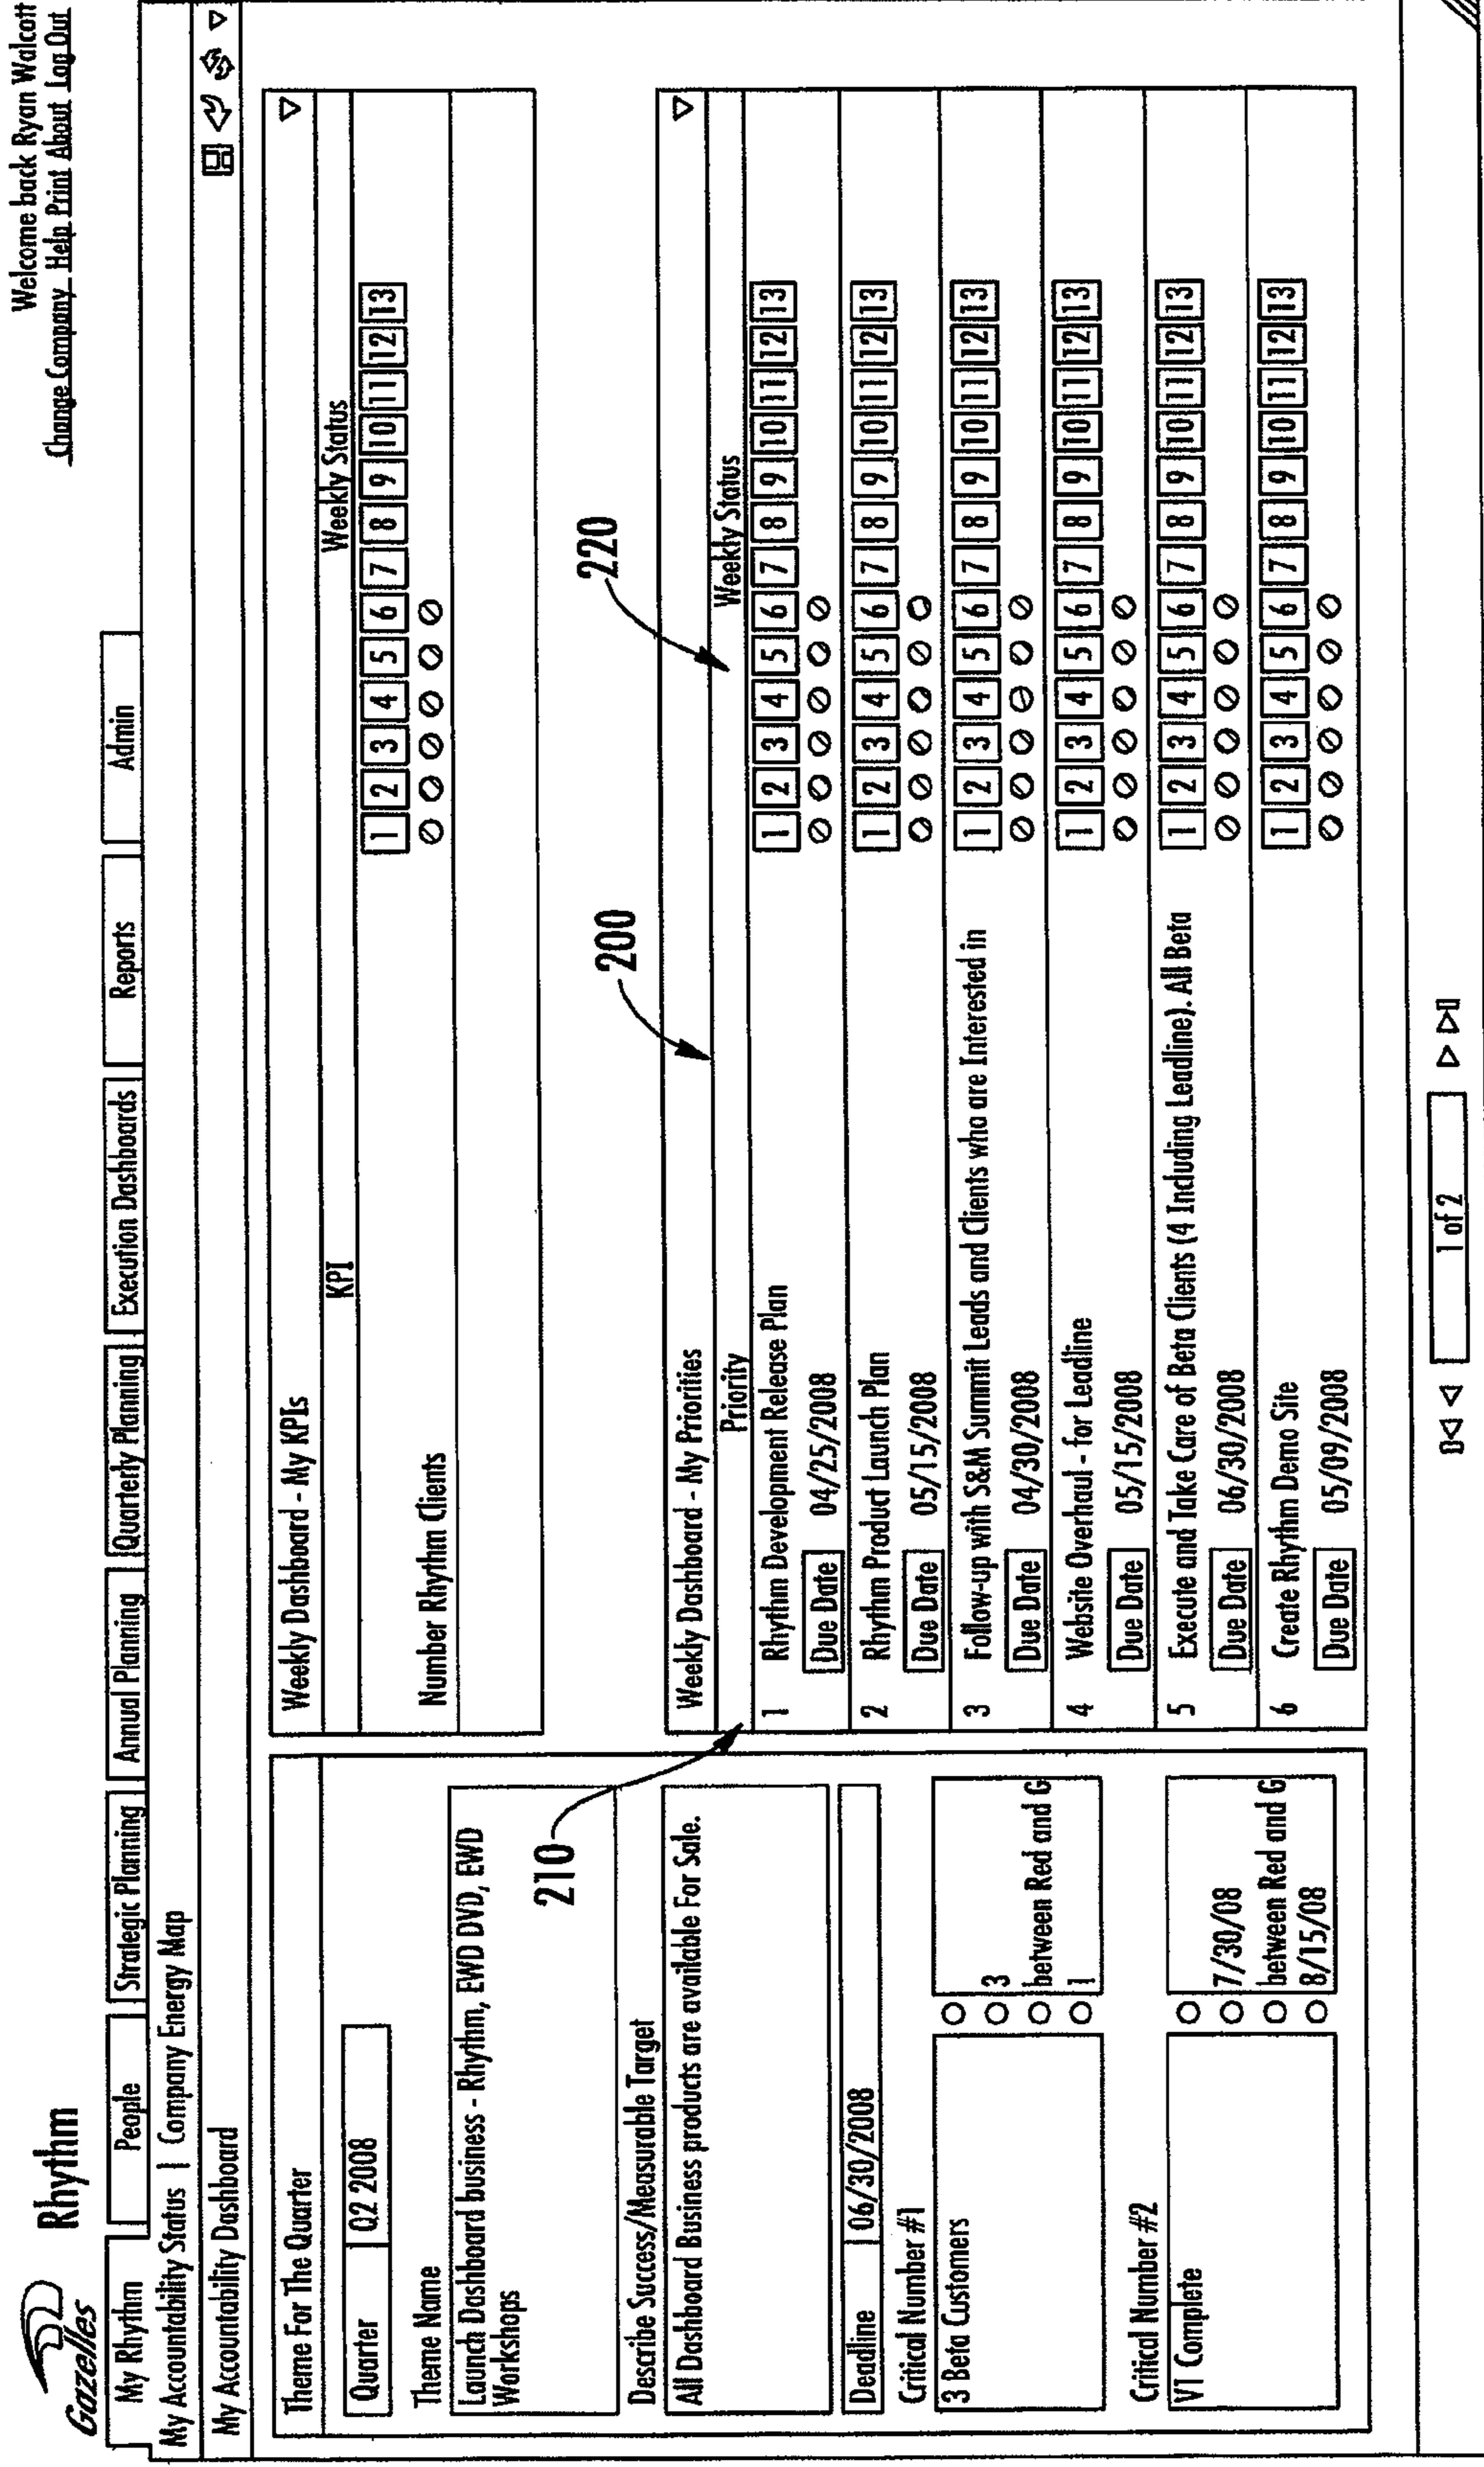 Gazelles
Rhythm
Welcome back Ryan Walcott
Change Company Help Print About Log Out
My Rhythm People Strategic Planning Annual Planning Quarterly Planning Execution Dashboards Reports Admin
My Accountability Status | Company Energy Map
My Accountability Dashboard
Theme For The Quarter
Quarter Q2 2008
Theme Name
Launch Dashboard business - Rhythm, EWD DVD, EWD
Workshops
Describe Success/Measurable Target
All Dashboard Business products are available For Sale.
Deadline 06/30/2008
Critical Number #1
3 Beta Customers
3
between Red and G
1
Critical Number #2
VT Complete
7/30/08
between Red and G
8/15/08
Weekly Dashboard - My KPIs
KPI Weekly Status
1 2 3 4 5 6 7 8 9 10 11 12 13
Number Rhythm Clients
210
200
220
Weekly Dashboard - My Priorities
Priority Weekly Status
1 Rhythm Development Release Plan 1 2 3 4 5 6 7 8 9 10 11 12 13
Due Date 04/25/2008
2 Rhythm Product Launch Plan 1 2 3 4 5 6 7 8 9 10 11 12 13
Due Date 05/15/2008
3 Follow-up with S&M Summit Leads and Clients who are Interested in 1 2 3 4 5 6 7 8 9 10 11 12 13
Due Date 04/30/2008
4 Website Overhaul - for Leadline 1 2 3 4 5 6 7 8 9 10 11 12 13
Due Date 05/15/2008
5 Execute and Take Care of Beta Clients (4 Including Leadline). All Beta 1 2 3 4 5 6 7 8 9 10 11 12 13
Due Date 06/30/2008
6 Create Rhythm Demo Site 1 2 3 4 5 6 7 8 9 10 11 12 13
Due Date 05/09/2008
1 of 2